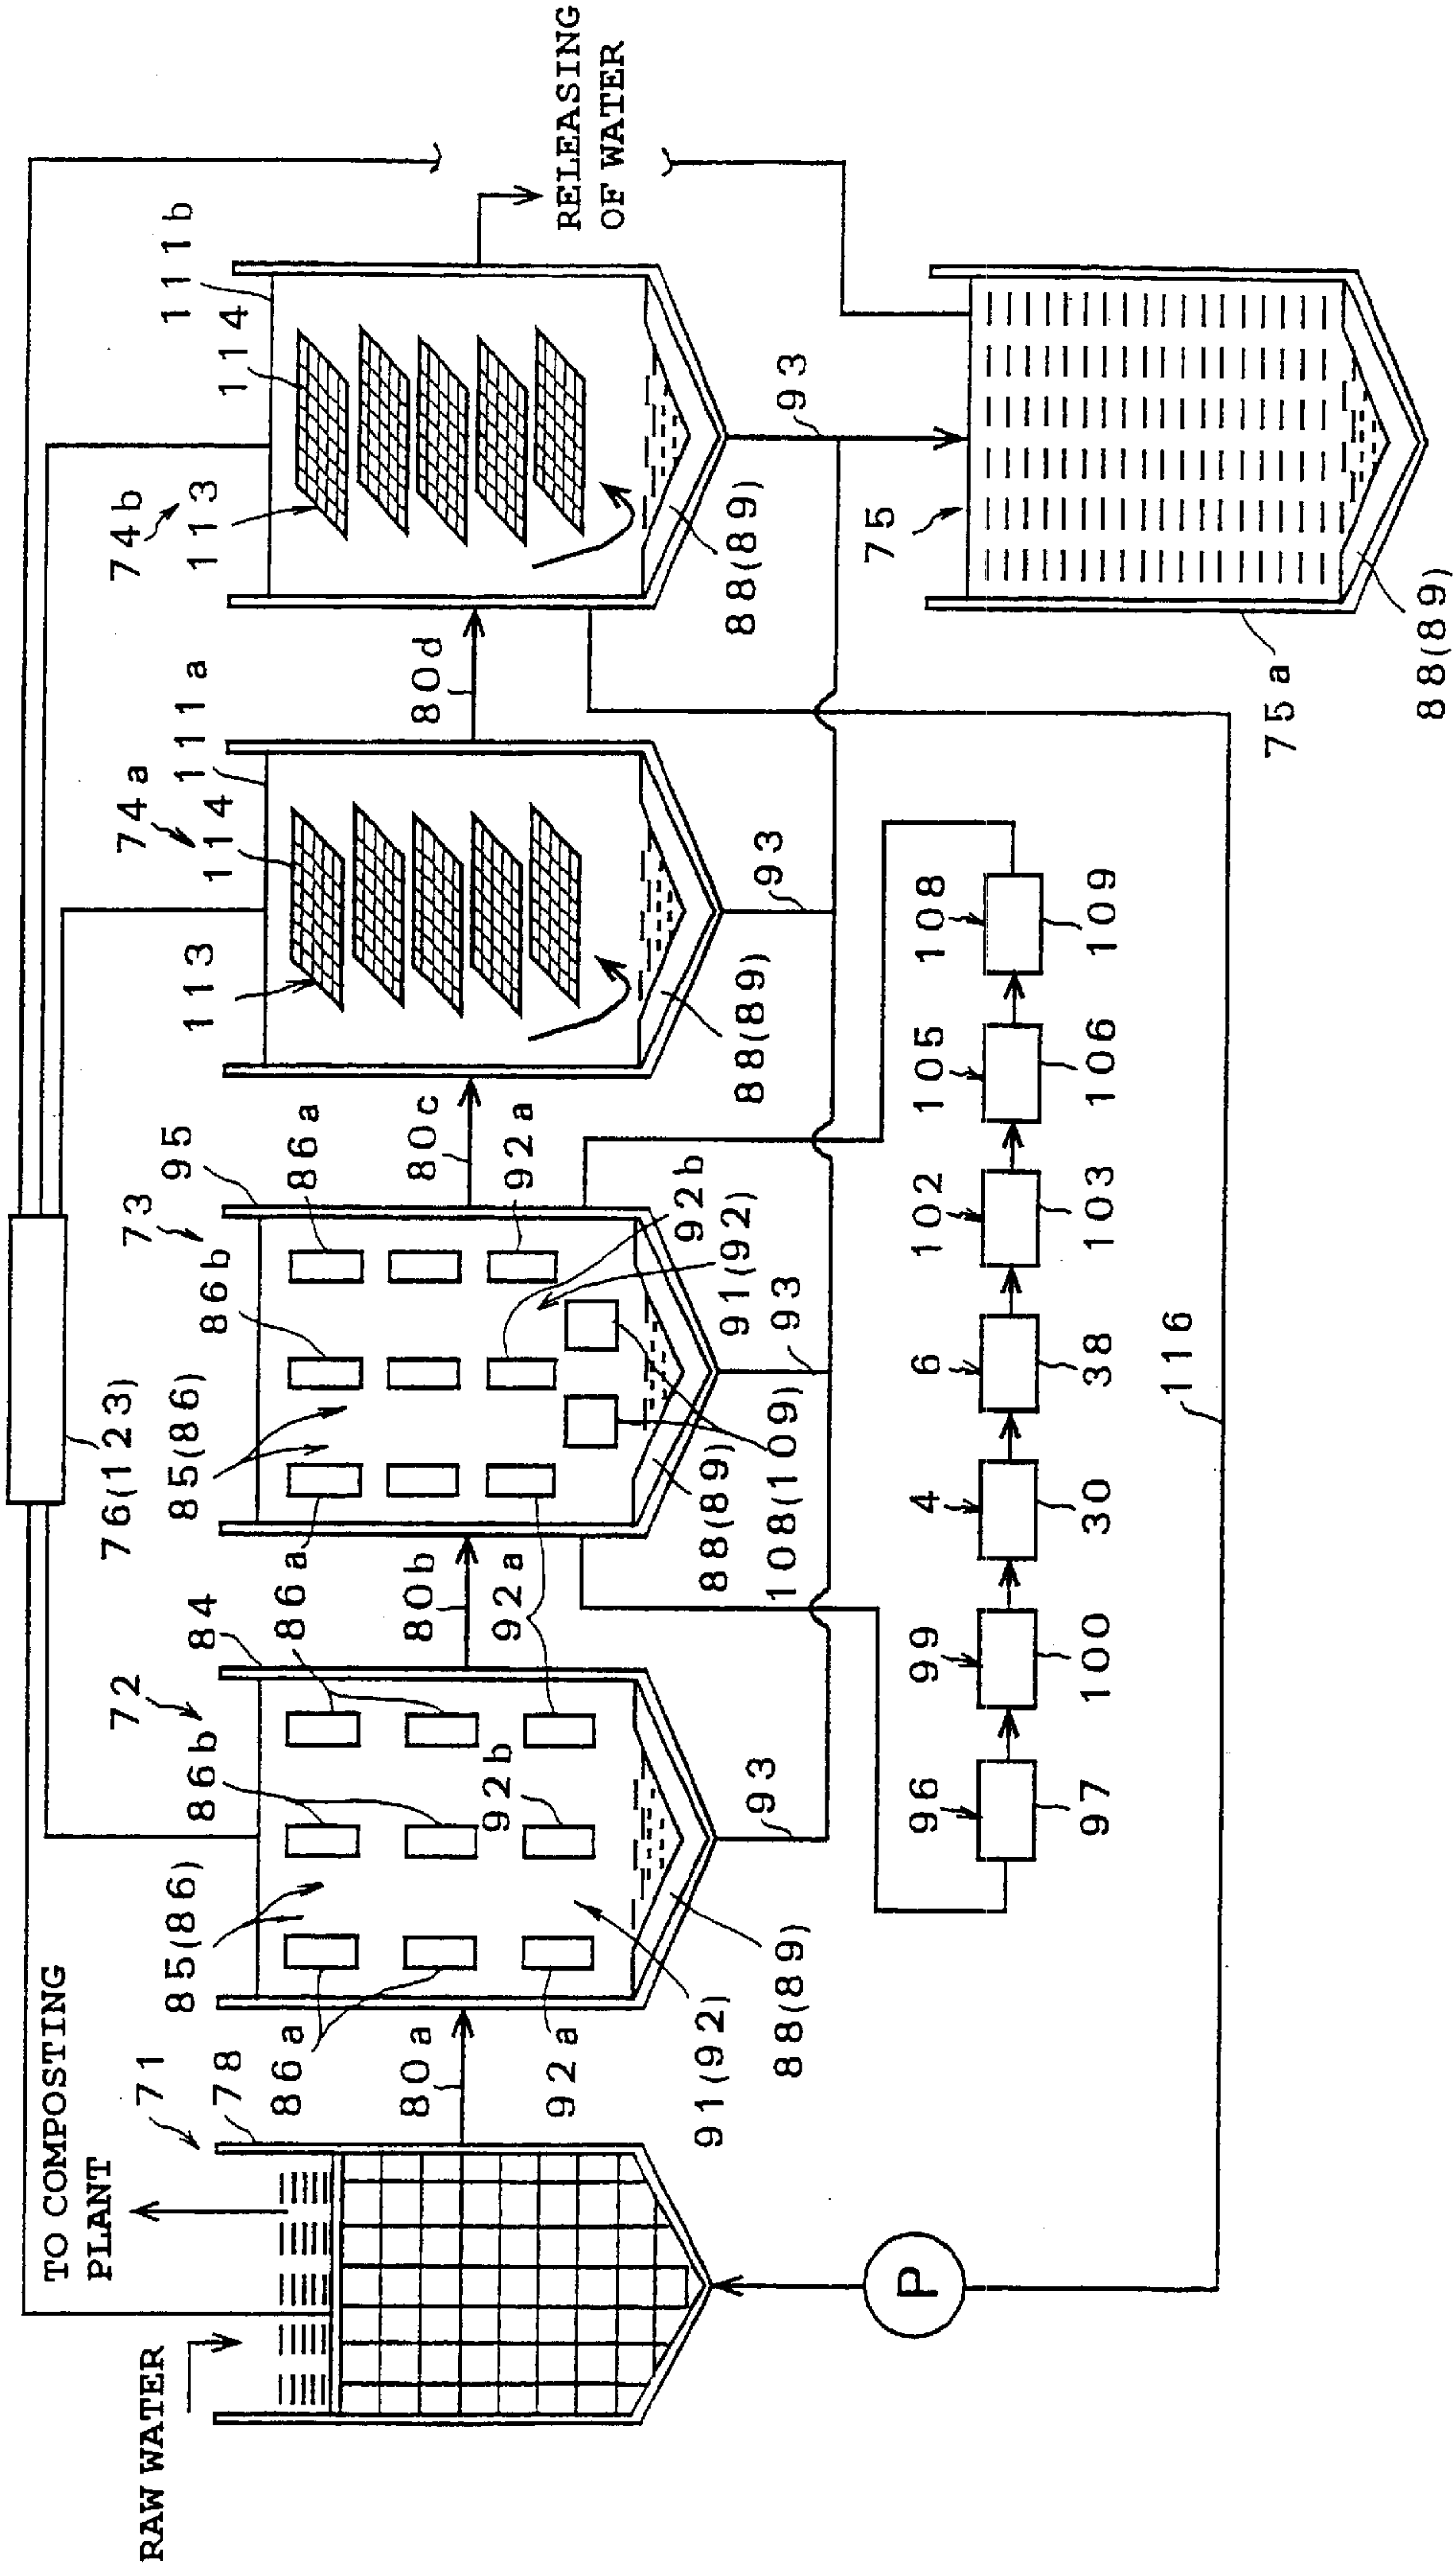 TO COMPOSTING
PLANT
RAW WATER
71
78
76(123)
72
84
73
95
74a
111a
74b
111b
85(86)
86b
86a
85(86)
86b
86a
113
114
113
114
86a
80a
92a
92b
80b
86a
92a
80c
92a
92b
91(92)
80d
RELEASING
OF WATER
91(92)
88(89)
93
88(89)
108(109)
93
88(89)
93
88(89)
93
75
96
99
4
6
102
105
108
97
100
30
38
103
106
109
P
116
75a
88(89)